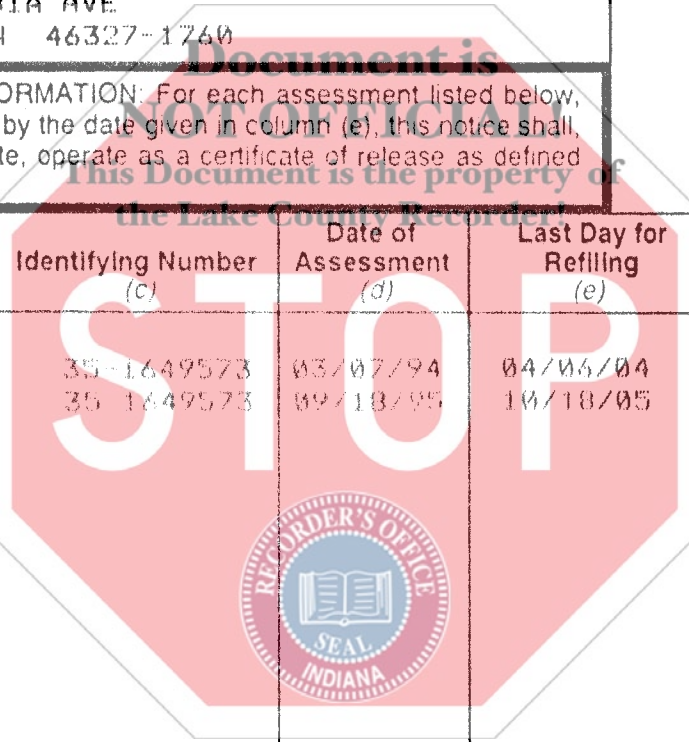 DIA AVE
46327-1760
Document is
NOT OFFICIAL!
ORMATION: For each assessment listed below,
by the date given in column (e), this notice shall,
te, operate as a certificate of release as defined
This Document is the property of
the Lake County Recorder!
Identifying Number
(c)
Date of
Assessment
(d)
Last Day for
Refiling
(e)
35-1649573 03/07/94 04/06/04
35 1649573 09/18/95 10/18/05
STOP
RECORDER'S OFFICE
SEAL
INDIANA